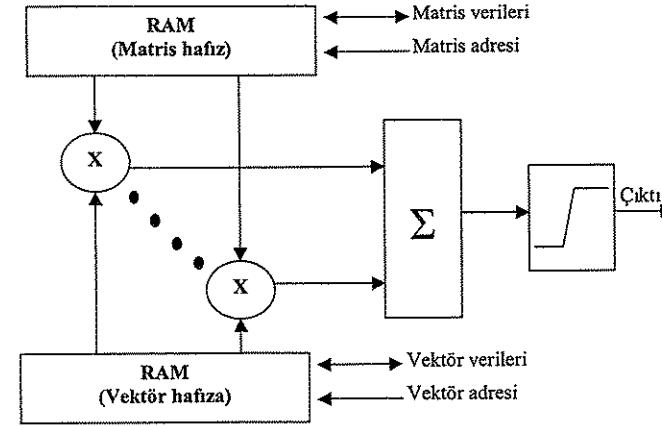 RAM
(Matris hafız)
Matris verileri
Matris adresi
X
Σ
Çıktı
X
RAM
(Vektör hafıza)
Vektör verileri
Vektör adresi